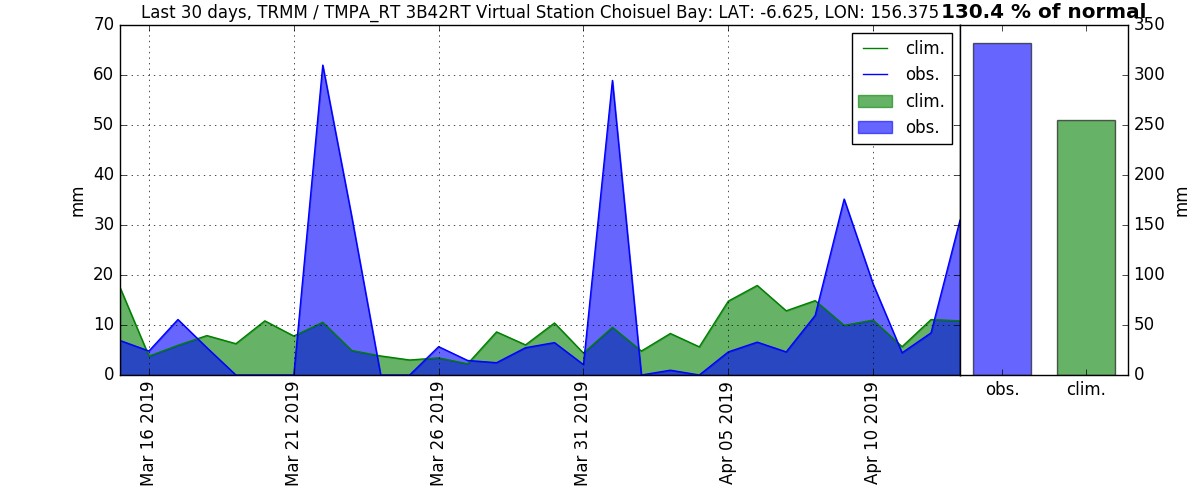 Last 30 days, TRMM / TMPA_RT 3B42RT Virtual Station Choisuel Bay: LAT: -6.625, LON: 156.375
130.4 % of normal
70
60
50
40
30
20
10
0
mm
clim.
obs.
clim.
obs.
Mar 16 2019
Mar 21 2019
Mar 26 2019
Mar 31 2019
Apr 05 2019
Apr 10 2019
350
300
250
200
150
100
50
0
mm
obs.
clim.